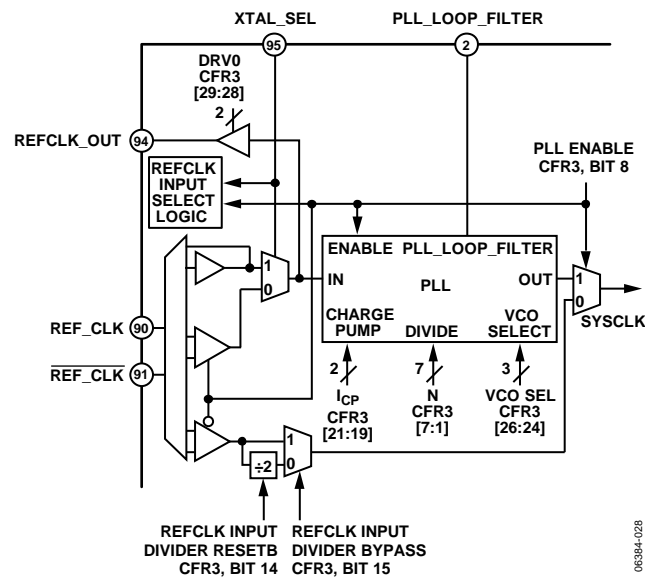 XTAL_SEL
PLL_LOOP_FILTER
95
2
DRV0
CFR3
[29:28]
2
REFCLK_OUT
94
PLL ENABLE
CFR3, BIT 8
REFCLK
INPUT
SELECT
LOGIC
ENABLE PLL_LOOP_FILTER
1
0
IN
PLL
OUT
1
0
SYSCLK
CHARGE
PUMP
DIVIDE
VCO
SELECT
REF_CLK
90
REF_CLK
91
2
7
3
ICP
CFR3
[21:19]
N
CFR3
[7:1]
VCO SEL
CFR3
[26:24]
1
0
÷2
REFCLK INPUT
DIVIDER RESETB
CFR3, BIT 14
REFCLK INPUT
DIVIDER BYPASS
CFR3, BIT 15
06384-028